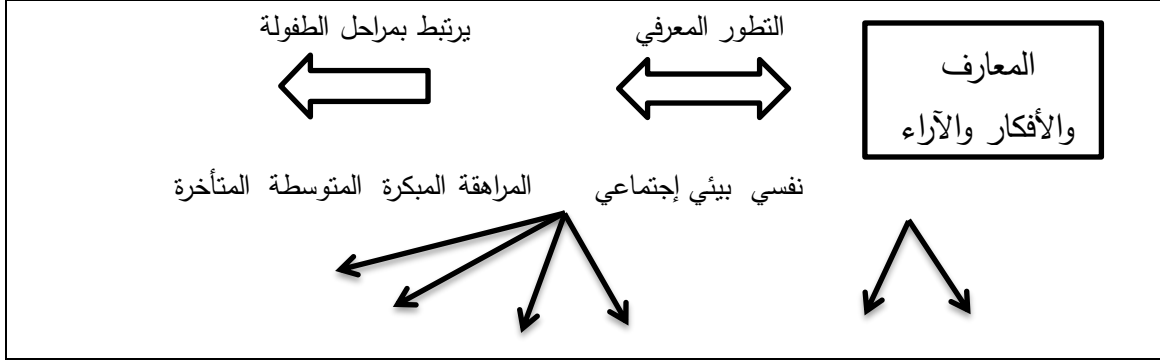 المعارف
والأفكار والآراء
التطور المعرفي
يرتبط بمراحل الطفولة
نفسي بيئي إجتماعي
المراهقة المبكرة المتوسطة المتأخرة